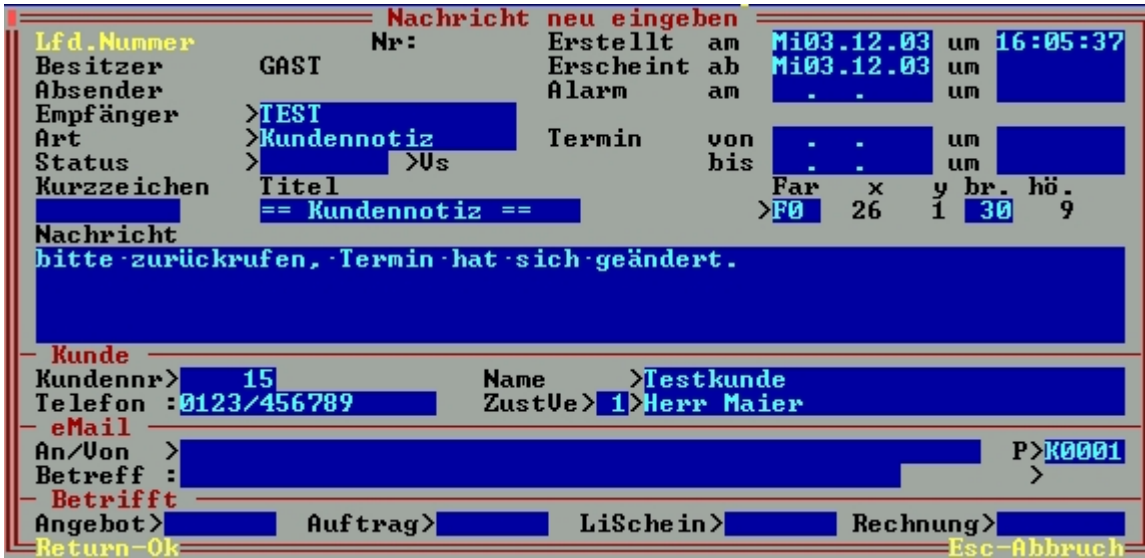 Nachricht neu eingeben
Lfd.Nummer Nr: Erstellt am Mi03.12.03 um 16:05:37
Besitzer GAST Erscheint ab Mi03.12.03 um
Absender Alarm am . . um
Empfänger >TEST
Art >Kundennotiz Termin von . . um
Status > >Vs bis . . um
Kurzzeichen Titel Far x y br. hö.
== Kundennotiz == >F0 26 1 30 9
Nachricht
bitte·zurückrufen,·Termin·hat·sich·geändert.
Kunde
Kundennr> 15 Name >Testkunde
Telefon :0123/456789 ZustVe> 1>Herr Maier
eMail
An/Von > P>K0001
Betreff : >
Betrifft
Angebot> Auftrag> LiSchein> Rechnung>
Return-Ok Esc-Abbruch